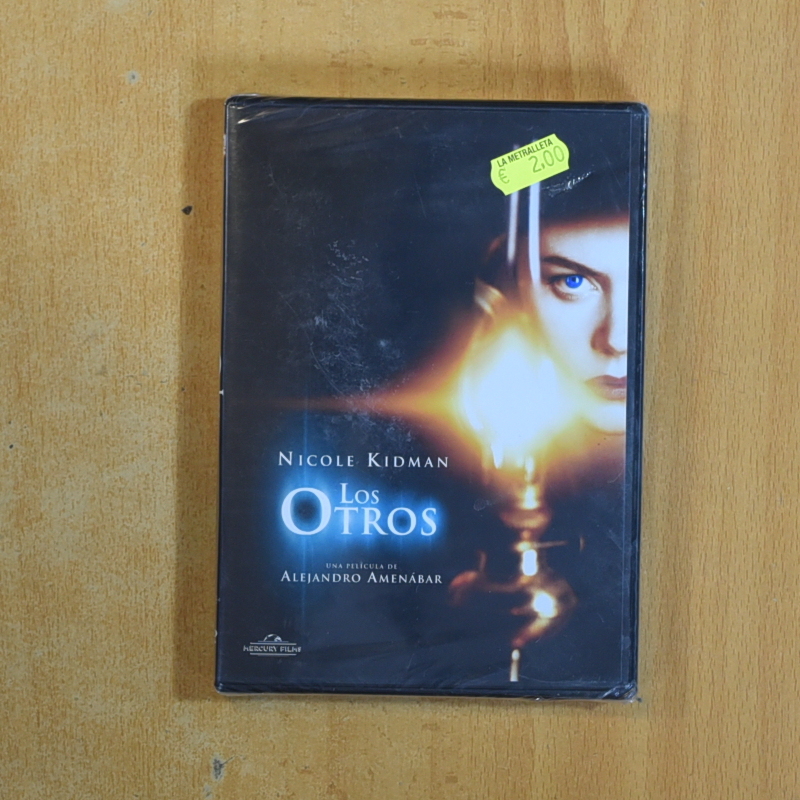 LA METRALLETA
€ 2,00
NICOLE KIDMAN
LOS
OTROS
UNA PELÍCULA DE
ALEJANDRO AMENÁBAR
MERCURY FILMS